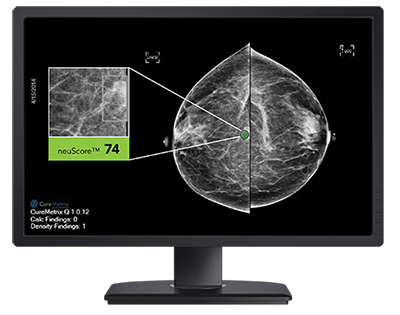 4/15/2014
neuScore™ 74
CureMetrix
CureMetrix Q 1.0.12
Calc Findings: 0
Density Findings: 1